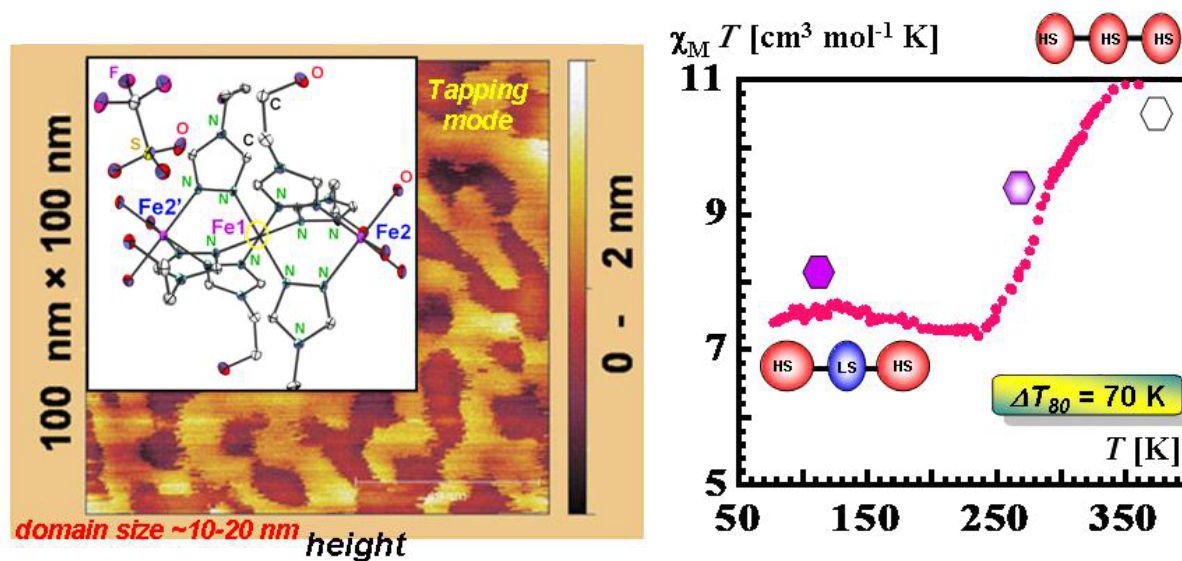 100 nm × 100 nm
F
O
S
O
N
C
C
N
N
N
Fe2'
Fe1
Fe2
O
N
N
N
N
N
N
N
N
N
Tapping
mode
0 - 2 nm
domain size ~10-20 nm
height
χM T [cm³ mol⁻¹ K]
HS HS HS
11
9
7
5
HS LS HS
ΔT80 = 70 K
T [K]
50 150 250 350